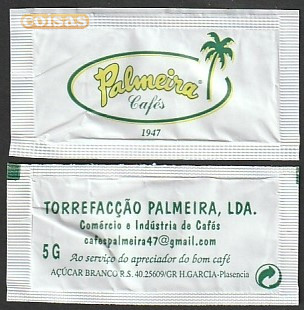 coisas
Palmeira®
Cafés
1947
TORREFACÇÃO PALMEIRA, LDA.
Comércio e Indústria de Cafés
cafespalmeira47@gmail.com
5G
Ao serviço do apreciador do bom café
AÇÚCAR BRANCO R.S. 40.25609/GR H.GARCIA-Plasencia